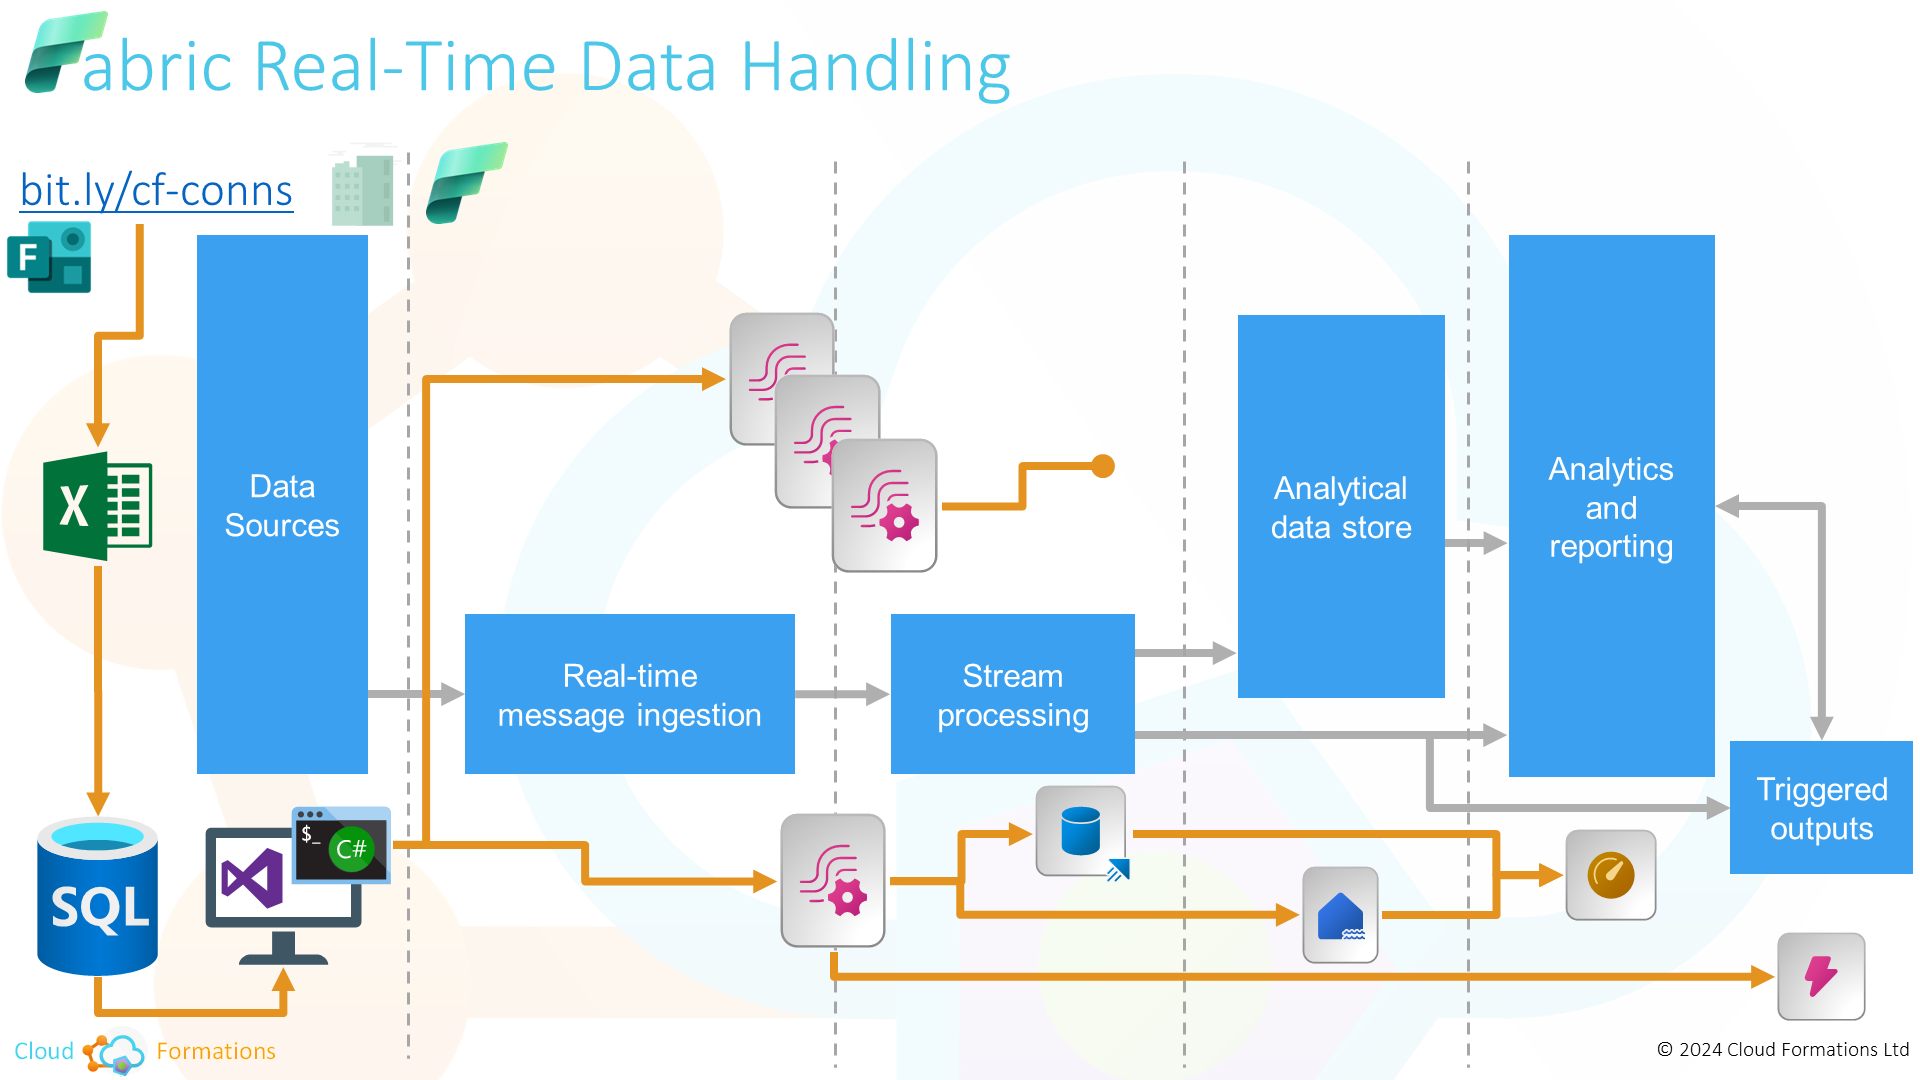 Fabric Real-Time Data Handling
bit.ly/cf-conns
F
X
SQL
$_
C#
Data
Sources
Real-time
message ingestion
Stream
processing
Analytical
data store
Analytics
and
reporting
Triggered
outputs
Cloud Formations
© 2024 Cloud Formations Ltd